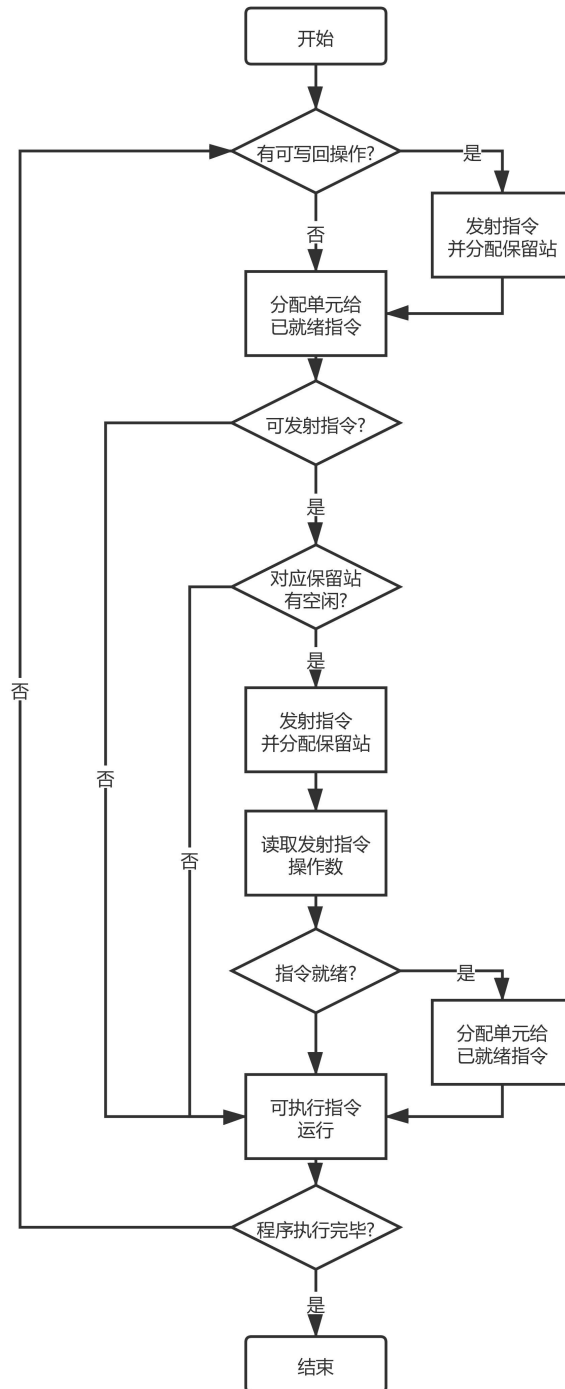 开始
有可写回操作?
是
发射指令
并分配保留站
否
分配单元给
已就绪指令
可发射指令?
是
对应保留站
有空闲?
是
否
发射指令
并分配保留站
否
读取发射指令
操作数
否
指令就绪?
是
分配单元给
已就绪指令
可执行指令
运行
程序执行完毕?
是
结束